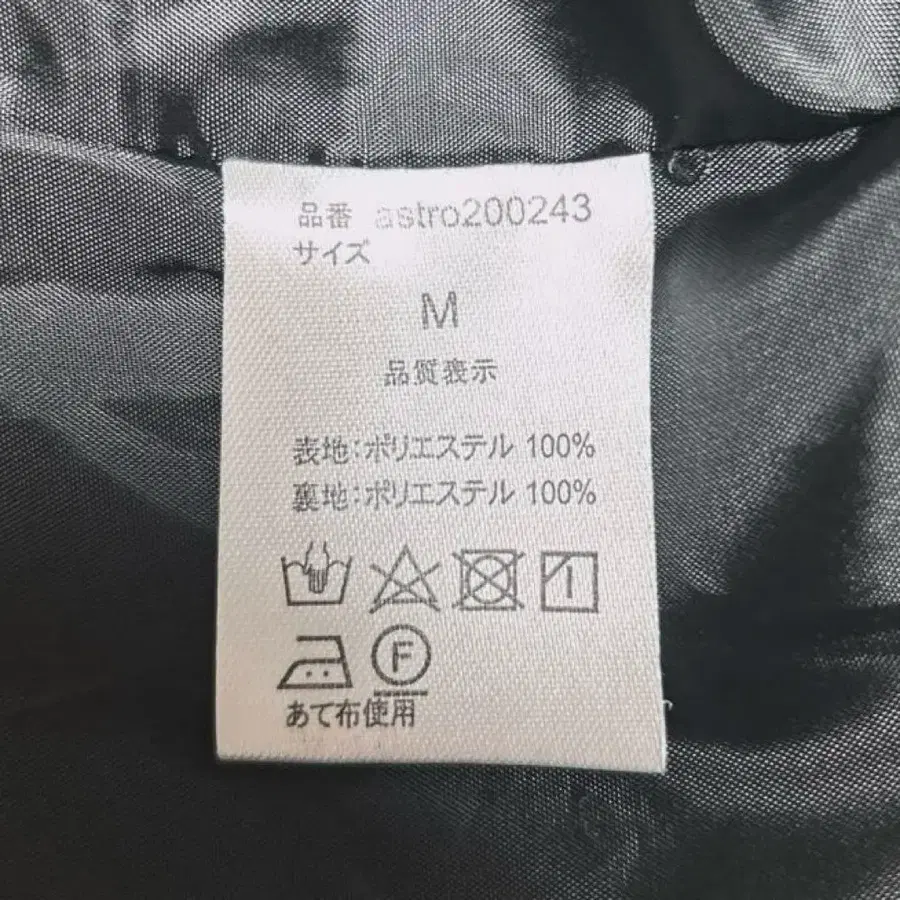 品番 astro200243
サイズ
M
品質表示
表地:ポリエステル 100%
裏地:ポリエステル 100%
F
あて布使用